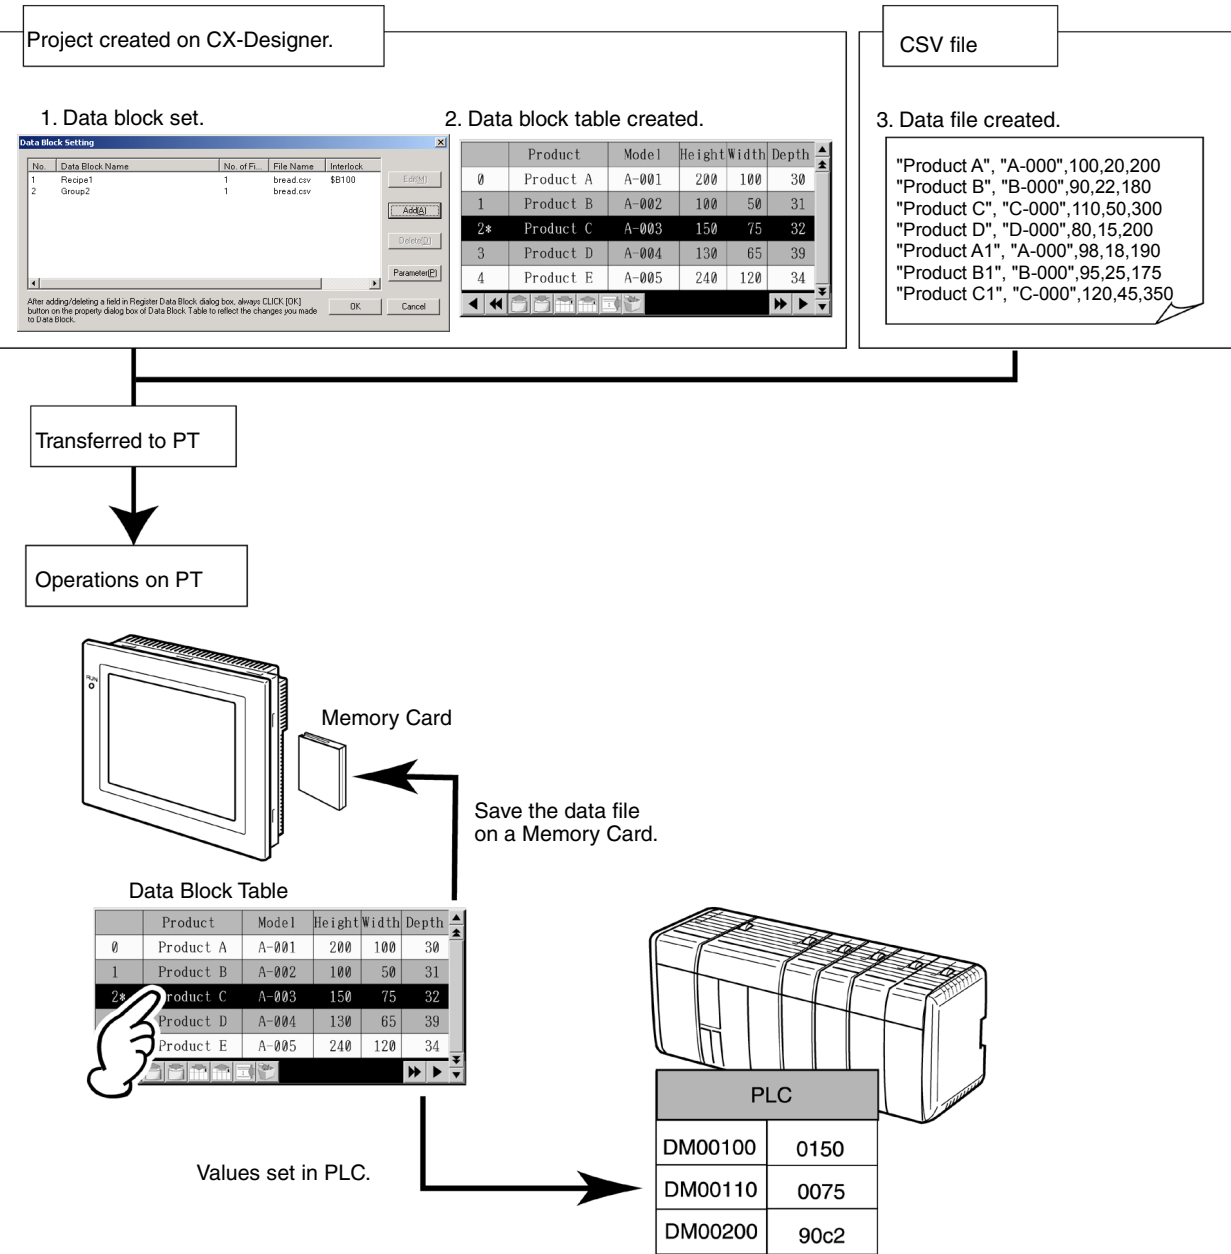 Project created on CX-Designer.
CSV file
1. Data block set.
2. Data block table created.
3. Data file created.
Data Block Setting
No. Data Block Name No. of Fi... File Name Interlock
1 Recipe1 1 bread.csv $B100
2 Group2 1 bread.csv
Edit(M)
Add(A)
Delete(D)
Parameter(P)
After adding/deleting a field in Register Data Block dialog box, always CLICK [OK]
button on the property dialog box of Data Block Table to reflect the changes you made
to Data Block.
OK
Cancel
Product Model Height Width Depth
0 Product A A-001 200 100 30
1 Product B A-002 100 50 31
2* Product C A-003 150 75 32
3 Product D A-004 130 65 39
4 Product E A-005 240 120 34
"Product A", "A-000",100,20,200
"Product B", "B-000",90,22,180
"Product C", "C-000",110,50,300
"Product D", "D-000",80,15,200
"Product A1", "A-000",98,18,190
"Product B1", "B-000",95,25,175
"Product C1", "C-000",120,45,350
Transferred to PT
Operations on PT
RUN
Memory Card
Save the data file
on a Memory Card.
Data Block Table
Product Model Height Width Depth
0 Product A A-001 200 100 30
1 Product B A-002 100 50 31
2* Product C A-003 150 75 32
Product D A-004 130 65 39
Product E A-005 240 120 34
Values set in PLC.
PLC
DM00100 0150
DM00110 0075
DM00200 90c2